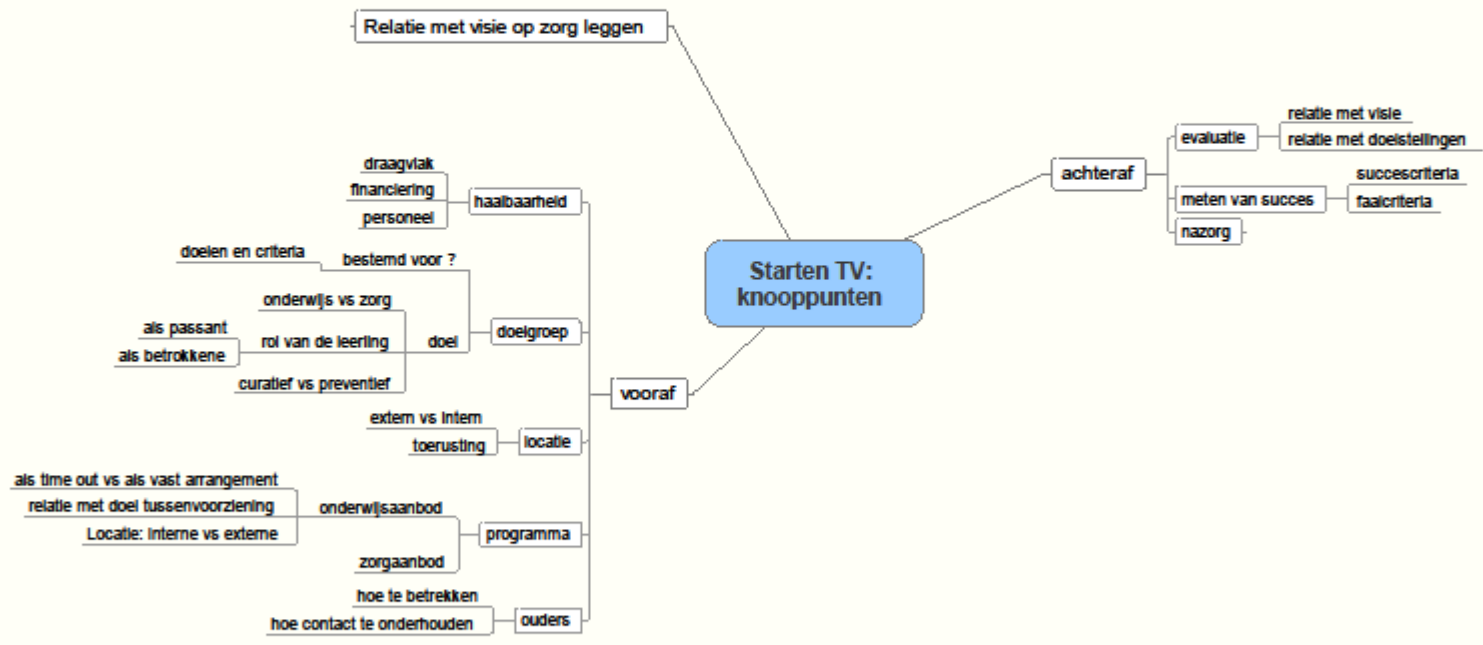 Relatie met visie op zorg leggen
Starten TV:
knooppunten
achteraf
evaluatie
relatie met visie
relatie met doelstellingen
meten van succes
succescriteria
faalcriteria
nazorg
vooraf
haalbaarheid
draagvlak
financiering
personeel
doelgroep
bestemd voor ?
doelen en criteria
doel
onderwijs vs zorg
rol van de leerling
als passant
als betrokkene
curatief vs preventief
locatie
extern vs intern
toerusting
programma
onderwijsaanbod
als time out vs als vast arrangement
relatie met doel tussenvoorziening
Locatie: interne vs externe
zorgaanbod
ouders
hoe te betrekken
hoe contact te onderhouden